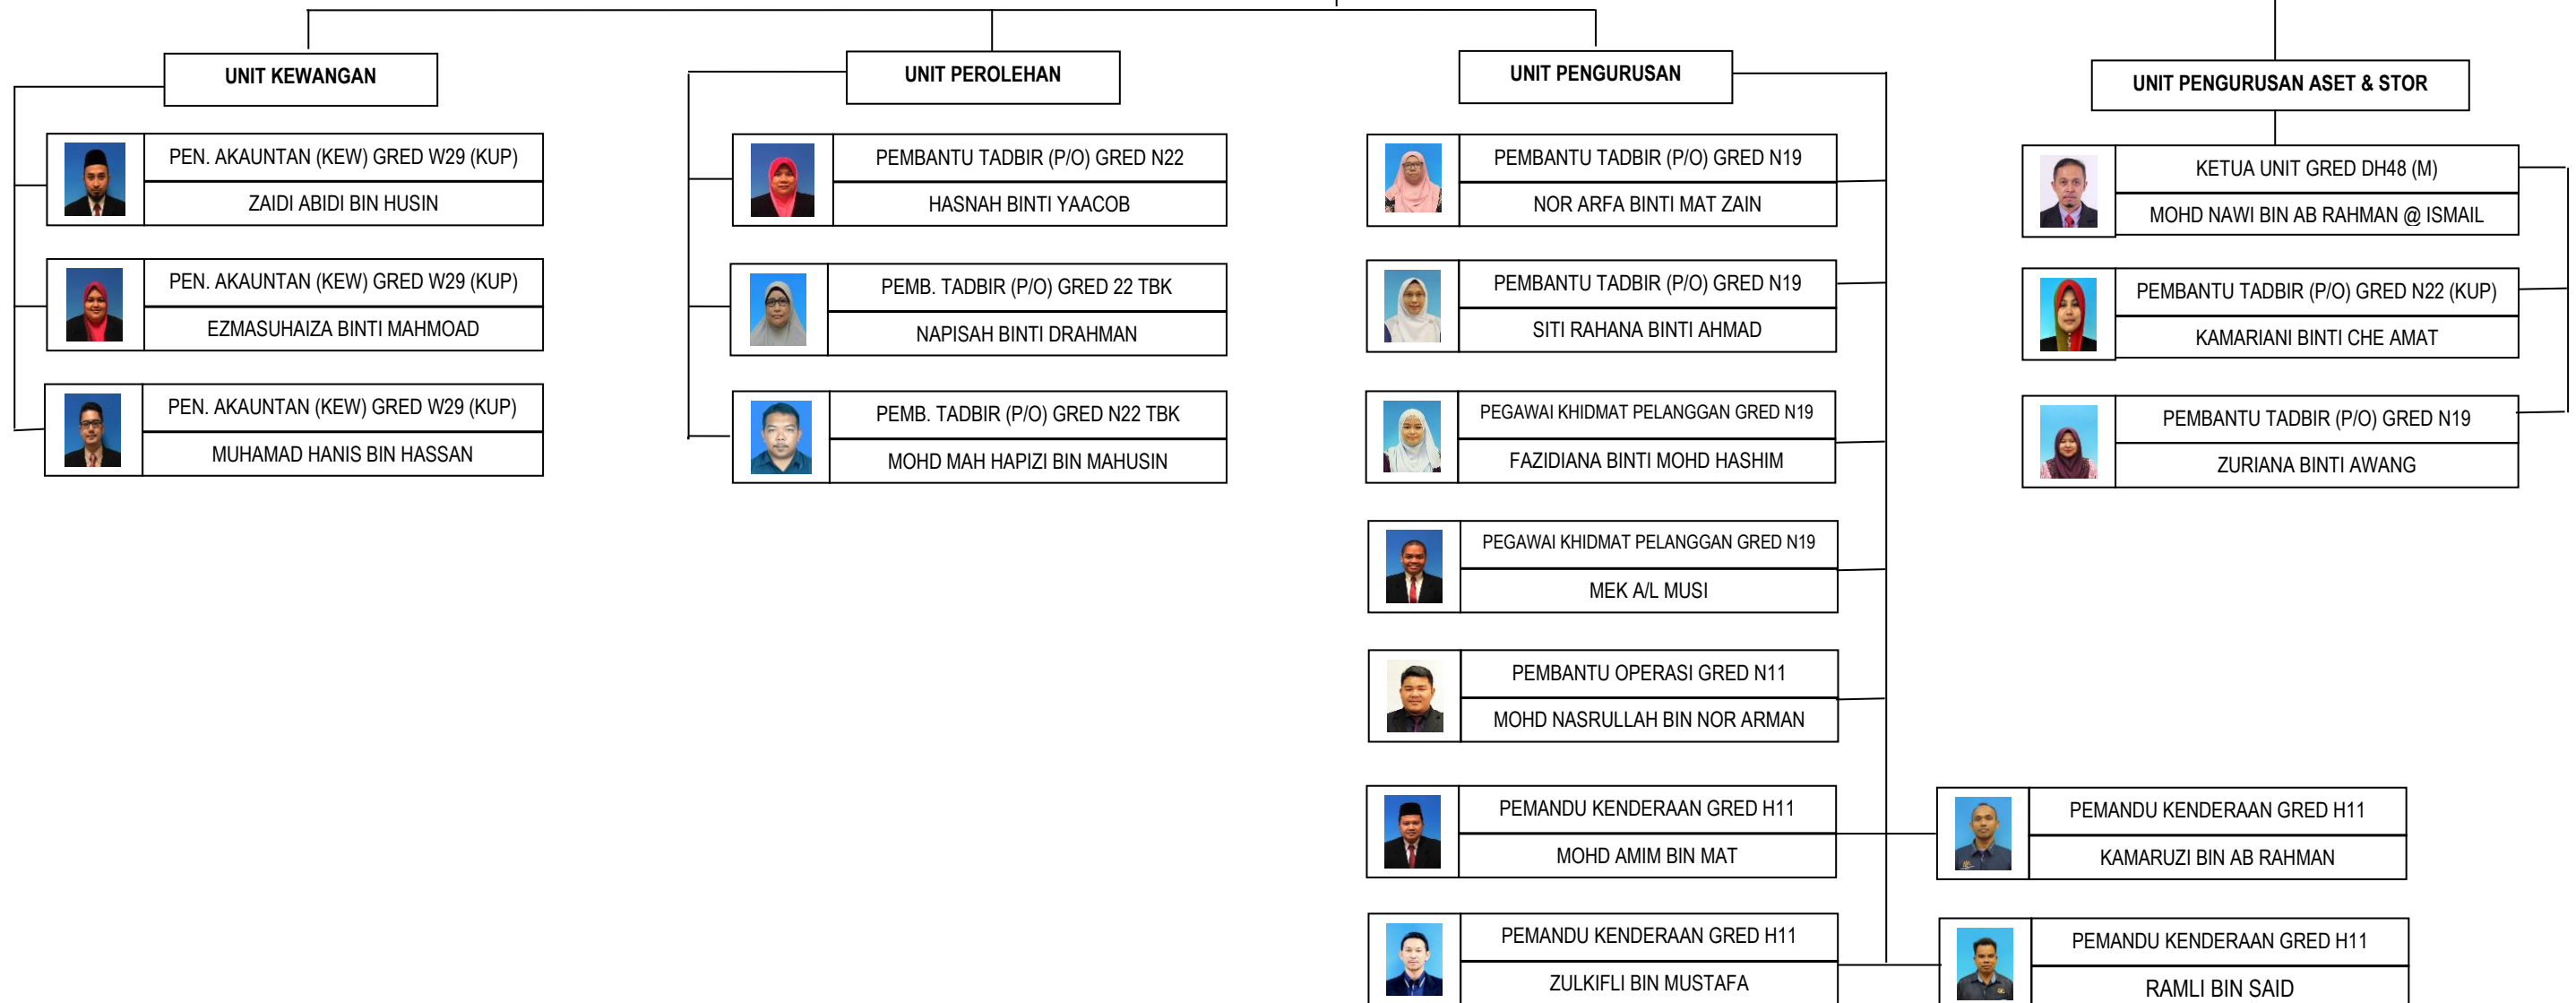 UNIT KEWANGAN
PEN. AKAUNTAN (KEW) GRED W29 (KUP)
ZAIDI ABIDI BIN HUSIN
PEN. AKAUNTAN (KEW) GRED W29 (KUP)
EZMASUHAIZA BINTI MAHMOAD
PEN. AKAUNTAN (KEW) GRED W29 (KUP)
MUHAMAD HANIS BIN HASSAN
UNIT PEROLEHAN
PEMBANTU TADBIR (P/O) GRED N22
HASNAH BINTI YAACOB
PEMB. TADBIR (P/O) GRED 22 TBK
NAPISAH BINTI DRAHMAN
PEMB. TADBIR (P/O) GRED N22 TBK
MOHD MAH HAPIZI BIN MAHUSIN
UNIT PENGURUSAN
PEMBANTU TADBIR (P/O) GRED N19
NOR ARFA BINTI MAT ZAIN
PEMBANTU TADBIR (P/O) GRED N19
SITI RAHANA BINTI AHMAD
PEGAWAI KHIDMAT PELANGGAN GRED N19
FAZIDIANA BINTI MOHD HASHIM
PEGAWAI KHIDMAT PELANGGAN GRED N19
MEK A/L MUSI
PEMBANTU OPERASI GRED N11
MOHD NASRULLAH BIN NOR ARMAN
PEMANDU KENDERAAN GRED H11
MOHD AMIM BIN MAT
PEMANDU KENDERAAN GRED H11
KAMARUZI BIN AB RAHMAN
PEMANDU KENDERAAN GRED H11
ZULKIFLI BIN MUSTAFA
PEMANDU KENDERAAN GRED H11
RAMLI BIN SAID
UNIT PENGURUSAN ASET & STOR
KETUA UNIT GRED DH48 (M)
MOHD NAWI BIN AB RAHMAN @ ISMAIL
PEMBANTU TADBIR (P/O) GRED N22 (KUP)
KAMARIANI BINTI CHE AMAT
PEMBANTU TADBIR (P/O) GRED N19
ZURIANA BINTI AWANG